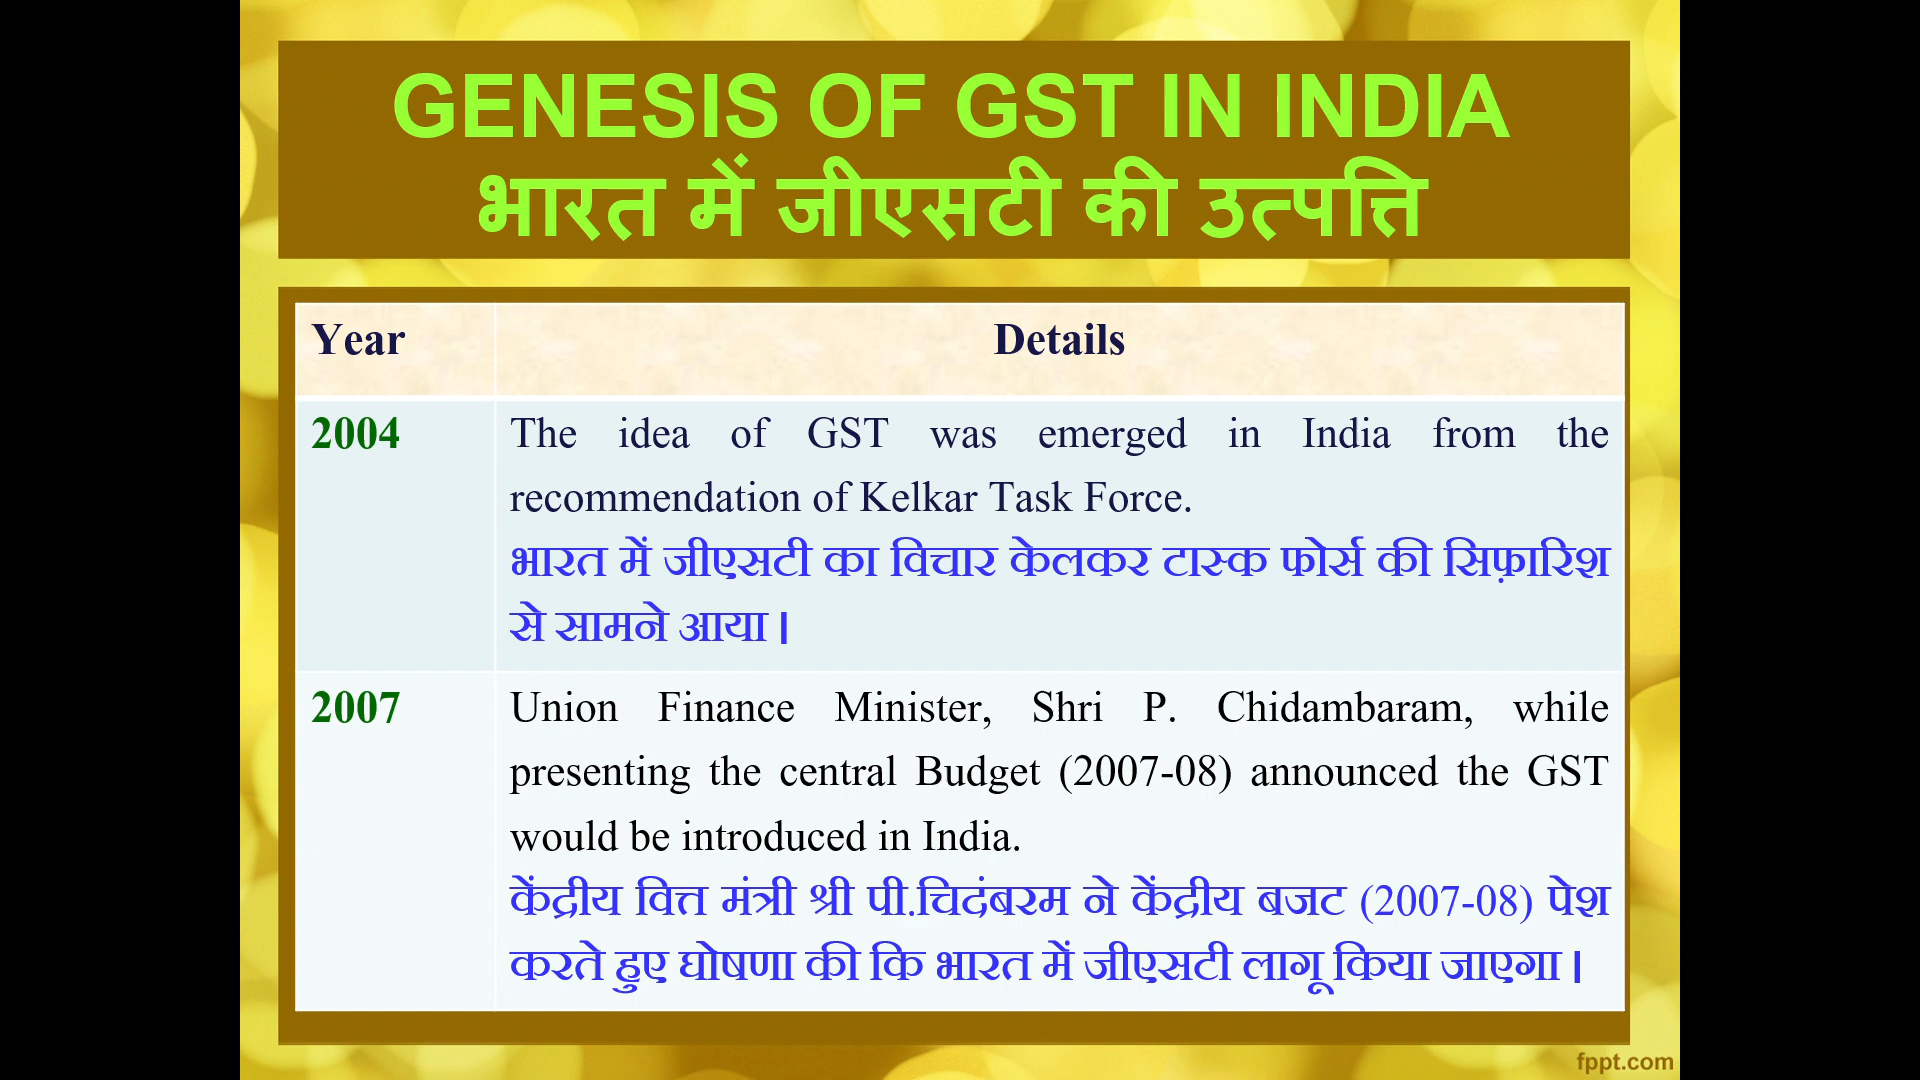 GENESIS OF GST IN INDIA
भारत में जीएसटी की उत्पत्ति
Year Details
2004 The idea of GST was emerged in India from the
recommendation of Kelkar Task Force.
भारत में जीएसटी का विचार केलकर टास्क फोर्स की सिफ़ारिश
से सामने आया ।
2007 Union Finance Minister, Shri P. Chidambaram, while
presenting the central Budget (2007-08) announced the GST
would be introduced in India.
केंद्रीय वित्त मंत्री श्री पी.चिदंबरम ने केंद्रीय बजट (2007-08) पेश
करते हुए घोषणा की कि भारत में जीएसटी लागू किया जाएगा ।
fppt.com